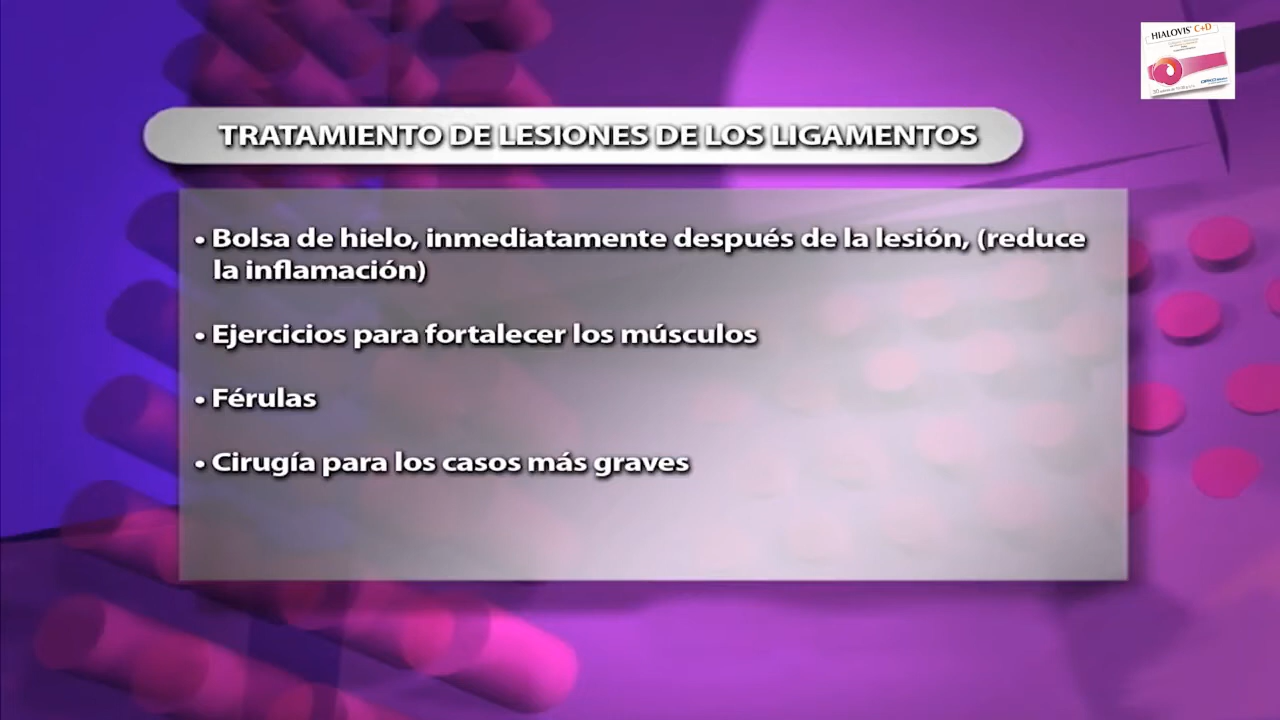 HIALOVIS C+D
TRATAMIENTO DE LESIONES DE LOS LIGAMENTOS
• Bolsa de hielo, inmediatamente después de la lesión, (reduce
la inflamación)
• Ejercicios para fortalecer los músculos
• Férulas
• Cirugía para los casos más graves